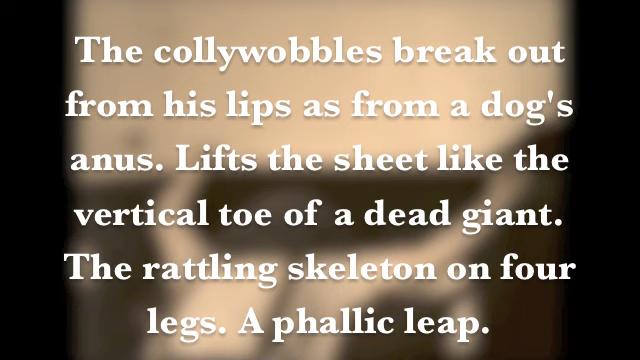 The collywobbles break out
from his lips as from a dog's
anus. Lifts the sheet like the
vertical toe of a dead giant.
The rattling skeleton on four
legs. A phallic leap.